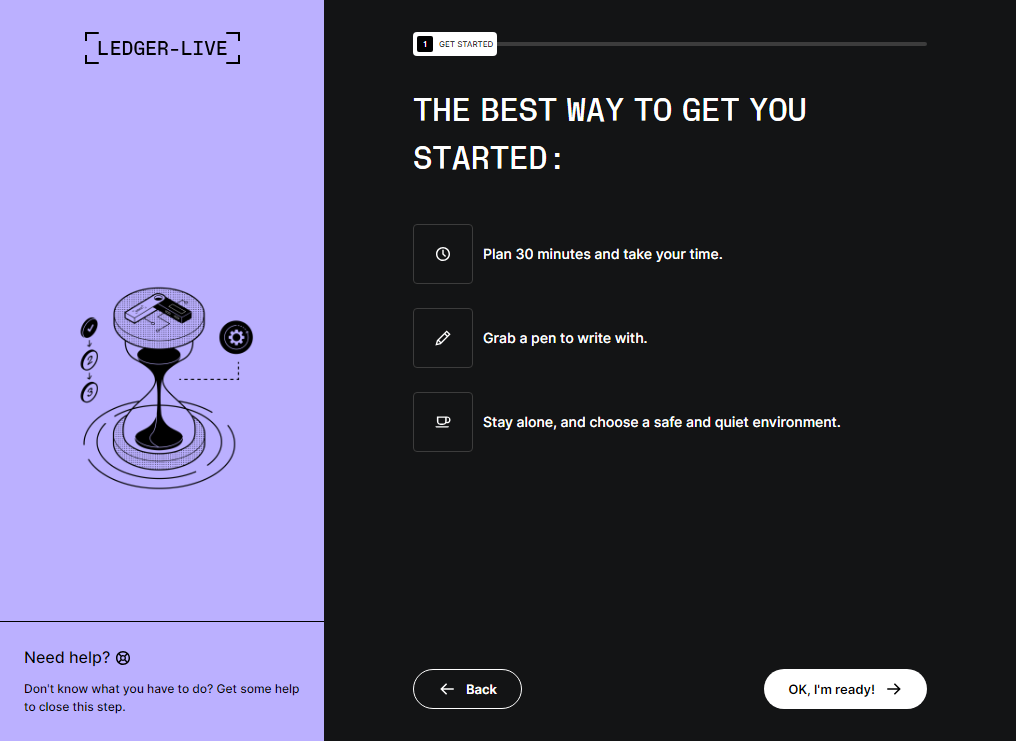 LEDGER-LIVE
1 GET STARTED
THE BEST WAY TO GET YOU
STARTED:
Plan 30 minutes and take your time.
Grab a pen to write with.
Stay alone, and choose a safe and quiet environment.
2
3
Need help?
Don't know what you have to do? Get some help
to close this step.
Back
OK, I'm ready!